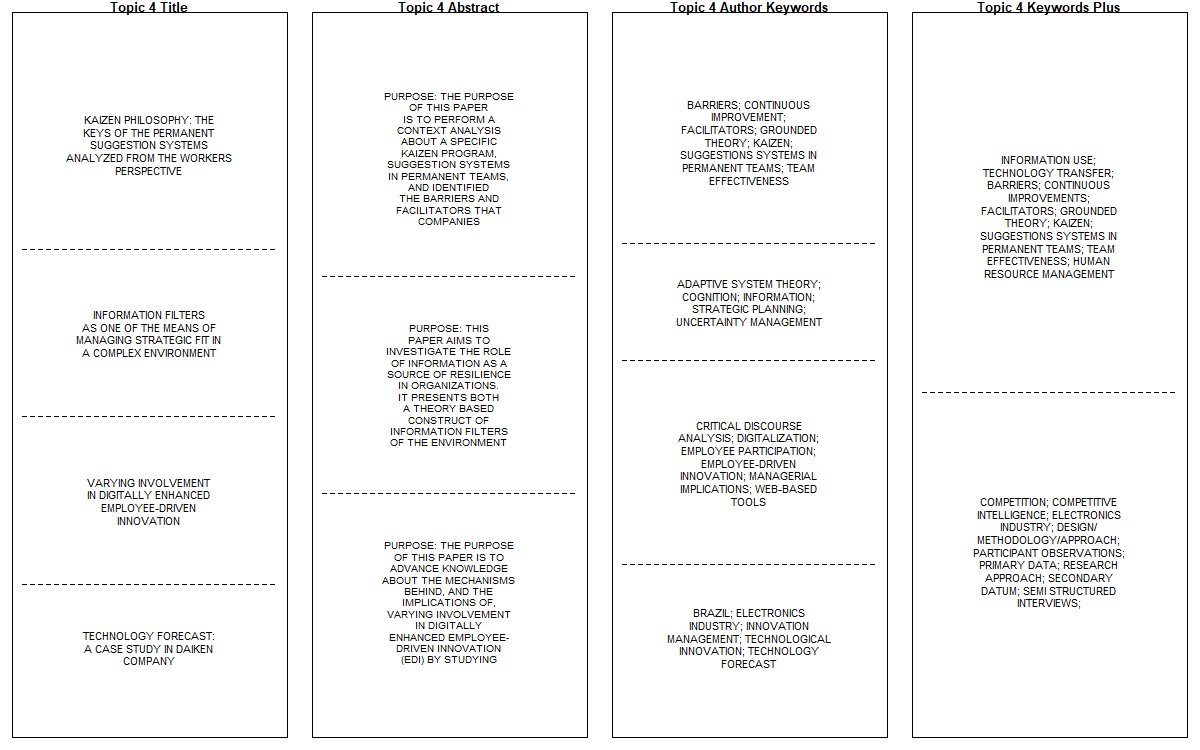 Topic 4 Title
KAIZEN PHILOSOPHY: THE
KEYS OF THE PERMANENT
SUGGESTION SYSTEMS
ANALYZED FROM THE WORKERS
PERSPECTIVE
INFORMATION FILTERS
AS ONE OF THE MEANS OF
MANAGING STRATEGIC FIT IN
A COMPLEX ENVIRONMENT
VARYING INVOLVEMENT
IN DIGITALLY ENHANCED
EMPLOYEE-DRIVEN
INNOVATION
TECHNOLOGY FORECAST:
A CASE STUDY IN DAIKEN
COMPANY
Topic 4 Abstract
PURPOSE: THE PURPOSE
OF THIS PAPER
IS TO PERFORM A
CONTEXT ANALYSIS
ABOUT A SPECIFIC
KAIZEN PROGRAM,
SUGGESTION SYSTEMS
IN PERMANENT TEAMS,
AND IDENTIFIED
THE BARRIERS AND
FACILITATORS THAT
COMPANIES
PURPOSE: THIS
PAPER AIMS TO
INVESTIGATE THE ROLE
OF INFORMATION AS A
SOURCE OF RESILIENCE
IN ORGANIZATIONS.
IT PRESENTS BOTH
A THEORY BASED
CONSTRUCT OF
INFORMATION FILTERS
OF THE ENVIRONMENT
PURPOSE: THE PURPOSE
OF THIS PAPER IS TO
ADVANCE KNOWLEDGE
ABOUT THE MECHANISMS
BEHIND, AND THE
IMPLICATIONS OF,
VARYING INVOLVEMENT
IN DIGITALLY
ENHANCED EMPLOYEE-
DRIVEN INNOVATION
(EDI) BY STUDYING
Topic 4 Author Keywords
BARRIERS; CONTINUOUS
IMPROVEMENT;
FACILITATORS; GROUNDED
THEORY; KAIZEN;
SUGGESTIONS SYSTEMS IN
PERMANENT TEAMS; TEAM
EFFECTIVENESS
ADAPTIVE SYSTEM THEORY;
COGNITION; INFORMATION;
STRATEGIC PLANNING;
UNCERTAINTY MANAGEMENT
CRITICAL DISCOURSE
ANALYSIS; DIGITALIZATION;
EMPLOYEE PARTICIPATION;
EMPLOYEE-DRIVEN
INNOVATION; MANAGERIAL
IMPLICATIONS; WEB-BASED
TOOLS
BRAZIL; ELECTRONICS
INDUSTRY; INNOVATION
MANAGEMENT; TECHNOLOGICAL
INNOVATION; TECHNOLOGY
FORECAST
Topic 4 Keywords Plus
INFORMATION USE;
TECHNOLOGY TRANSFER;
BARRIERS; CONTINUOUS
IMPROVEMENTS;
FACILITATORS; GROUNDED
THEORY; KAIZEN;
SUGGESTIONS SYSTEMS IN
PERMANENT TEAMS; TEAM
EFFECTIVENESS; HUMAN
RESOURCE MANAGEMENT
COMPETITION; COMPETITIVE
INTELLIGENCE; ELECTRONICS
INDUSTRY; DESIGN/
METHODOLOGY/APPROACH;
PARTICIPANT OBSERVATIONS;
PRIMARY DATA; RESEARCH
APPROACH; SECONDARY
DATUM; SEMI STRUCTURED
INTERVIEWS;